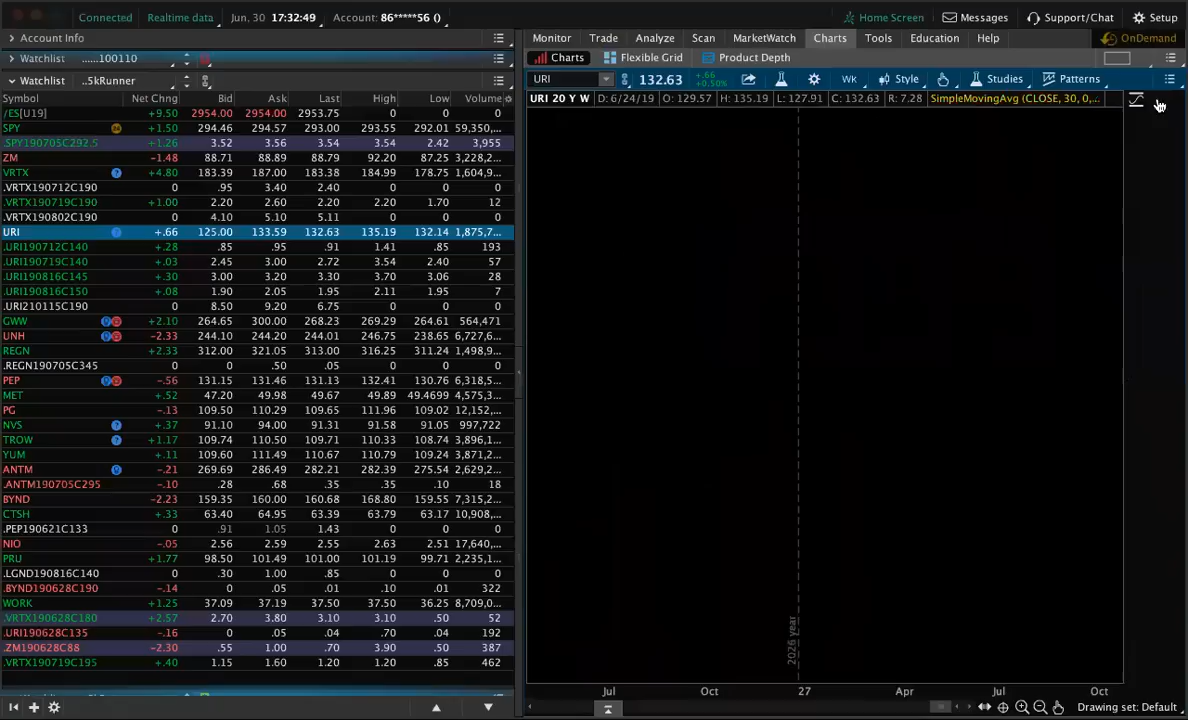 Connected Realtime data Jun, 30 17:32:49 Account: 86*****56 () Home Screen Messages Support/Chat Setup
Account Info
Monitor Trade Analyze Scan MarketWatch Charts Tools Education Help OnDemand
Watchlist ......100110
Charts Flexible Grid Product Depth
Watchlist ..5kRunner
URI 132.63 +.66 +0.50% Wk Style Studies Patterns
Symbol Net Chng Bid Ask Last High Low Volume
URI 20 Y W D: 6/24/19 O: 129.57 H: 135.19 L: 127.91 C: 132.63 R: 7.28 SimpleMovingAvg (CLOSE, 30, 0,...
/ES[U19] +9.50 2954.00 2954.00 2953.75 0 0 0
SPY +1.50 294.46 294.57 293.00 293.55 292.01 59,350,...
.SPY190705C292.5 +1.26 3.52 3.56 3.54 3.54 2.42 3,955
ZM -1.48 88.71 88.89 88.79 92.20 87.25 3,228,2...
VRTX +4.80 183.39 187.00 183.38 184.99 178.75 1,604,9...
.VRTX190712C190 0 .95 3.40 2.40 0 0 0
.VRTX190719C190 +1.00 2.20 2.60 2.20 2.20 1.70 12
.VRTX190802C190 0 4.10 5.10 5.11 0 0 0
URI +.66 125.00 133.59 132.63 135.19 132.14 1,875,7...
.URI190712C140 +.28 .85 .95 .91 1.41 .85 193
.URI190719C140 +.03 2.45 3.00 2.72 3.54 2.40 57
.URI190816C145 +.30 3.00 3.20 3.30 3.70 3.06 28
.URI190816C150 +.08 1.90 2.05 1.95 2.11 1.95 7
.URI210115C190 0 8.50 9.20 6.75 0 0 0
GWW +2.10 264.65 300.00 268.23 269.29 264.61 564,471
UNH -2.33 244.10 244.20 244.01 246.75 238.65 6,727,6...
REGN +2.33 312.00 321.05 313.00 316.25 311.24 1,498,9...
.REGN190705C345 0 0 .50 .05 0 0 0
PEP -.56 131.15 131.46 131.13 132.41 130.76 6,318,5...
MET +.52 47.20 49.98 49.67 49.89 49.4699 4,575,3...
PG -.13 109.50 110.29 109.65 111.96 109.02 12,152,...
NVS +.37 91.10 94.00 91.31 91.58 91.05 997,722
TROW +1.17 109.74 110.50 109.71 110.33 108.74 3,896,1...
YUM +.11 109.60 111.49 110.67 110.79 109.24 3,871,2...
ANTM -.21 269.69 286.49 282.21 282.39 275.54 2,629,2...
.ANTM190705C295 -.10 .28 .68 .35 .35 .10 18
BYND -2.23 159.35 160.00 160.68 168.80 159.55 7,315,2...
CTSH +.33 63.40 64.95 63.39 63.79 63.17 10,908,...
.PEP190621C133 0 .91 1.05 1.43 0 0 0
NIO -.05 2.56 2.59 2.55 2.63 2.51 17,640,...
PRU +1.77 98.50 101.49 101.00 101.19 99.71 2,235,1...
.LGND190816C140 0 .30 1.00 .85 0 0 0
.BYND190628C190 -.14 0 .05 .01 .10 .01 322
WORK +1.25 37.09 37.19 37.50 37.50 36.25 8,709,0...
.VRTX190628C180 +2.57 2.70 3.80 3.10 3.10 .50 52
.URI190628C135 -.16 0 .05 .04 .70 .04 192
.ZM190628C88 -2.30 .55 1.00 .70 3.90 .50 387
.VRTX190719C195 +.40 1.15 1.60 1.20 1.20 .85 462
2026 year
Jul Oct 27 Apr Jul Oct
Drawing set: Default